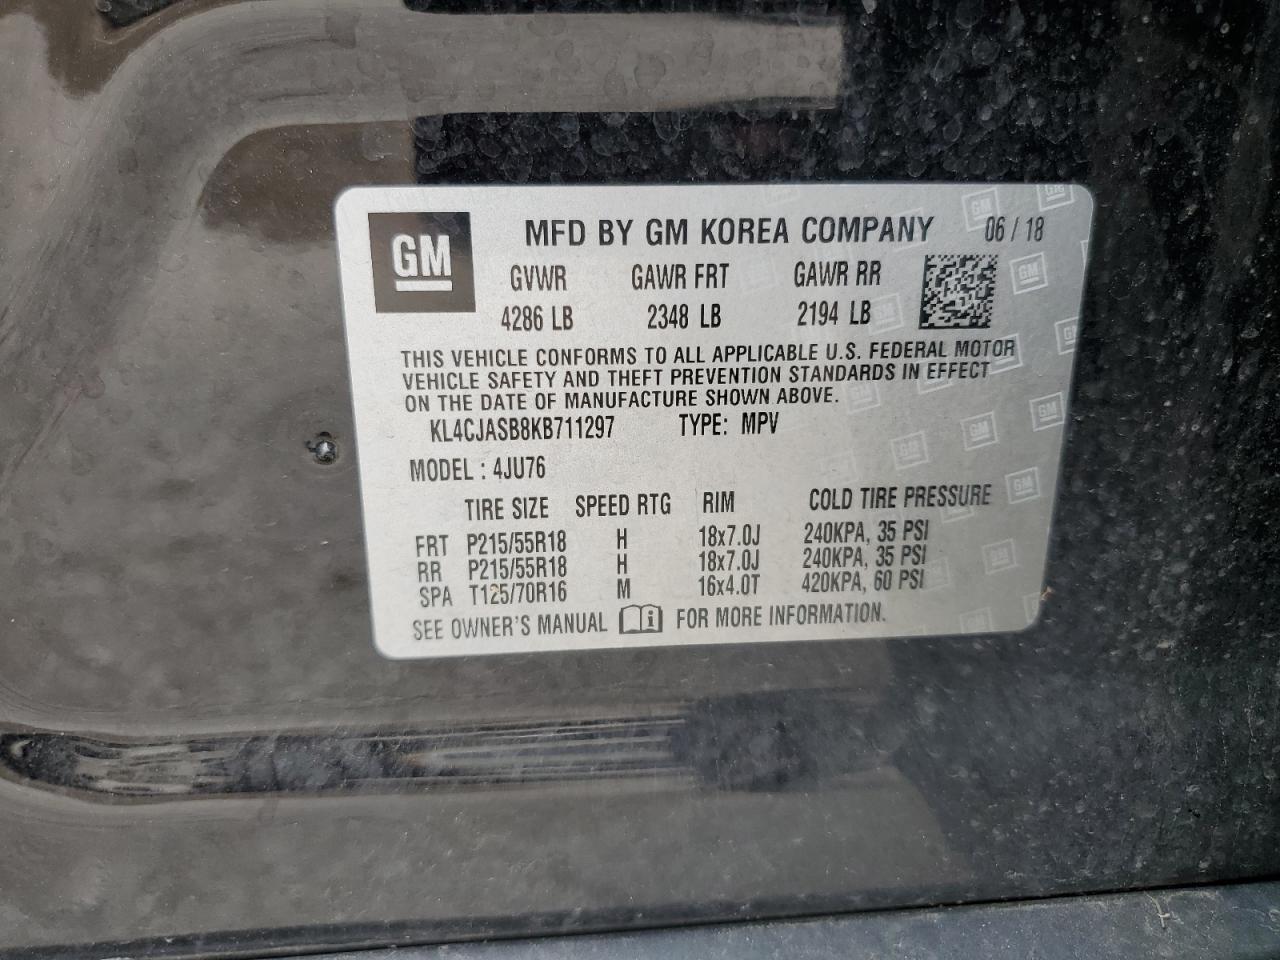 GM
MFD BY GM KOREA COMPANY 06 / 18
GVWR GAWR FRT GAWR RR
4286 LB 2348 LB 2194 LB
THIS VEHICLE CONFORMS TO ALL APPLICABLE U.S. FEDERAL MOTOR
VEHICLE SAFETY AND THEFT PREVENTION STANDARDS IN EFFECT
ON THE DATE OF MANUFACTURE SHOWN ABOVE.
KL4CJASB8KB711297 TYPE: MPV
MODEL : 4JU76
TIRE SIZE SPEED RTG RIM COLD TIRE PRESSURE
FRT P215/55R18 H 18x7.0J 240KPA, 35 PSI
RR P215/55R18 H 18x7.0J 240KPA, 35 PSI
SPA T125/70R16 M 16x4.0T 420KPA, 60 PSI
SEE OWNER'S MANUAL i FOR MORE INFORMATION.